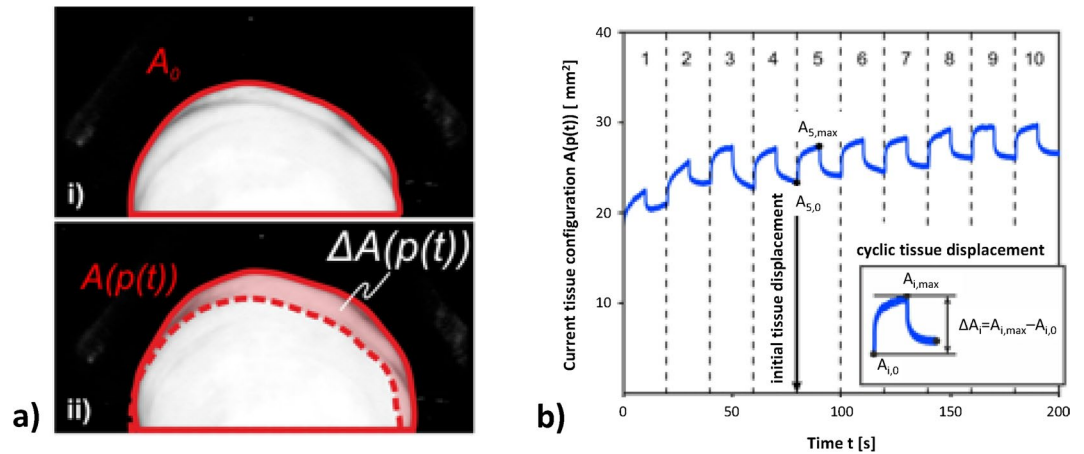 A₀
i)
A(p(t))
ΔA(p(t))
ii)
a)
Current tissue configuration A(p(t)) [ mm²]
40
30
20
10
1 2 3 4 5 6 7 8 9 10
A5,max
A5,0
initial tissue displacement
cyclic tissue displacement
Ai,max
ΔAi=Ai,max−Ai,0
Ai,0
0 50 100 150 200
Time t [s]
b)